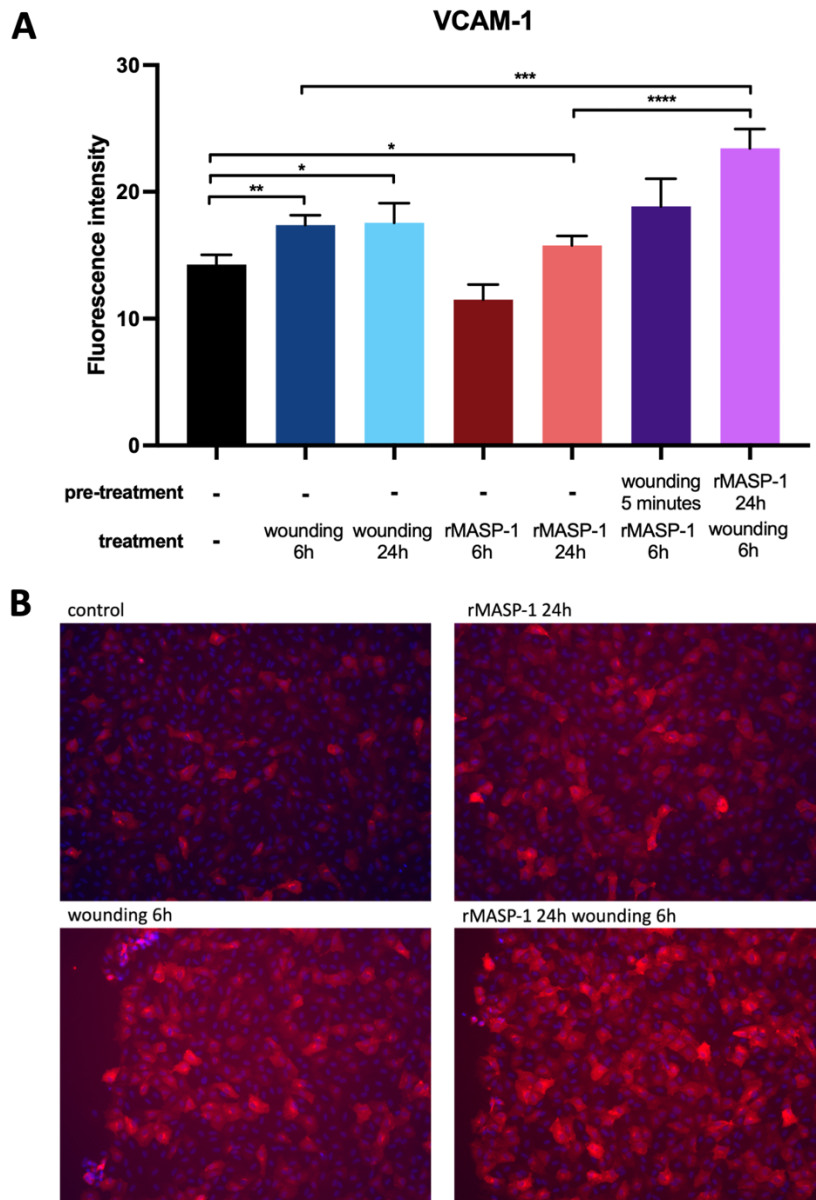 A
VCAM-1
30
20
10
0
Fluorescence intensity
***
****
*
*
**
pre-treatment - - - - - wounding 5 minutes rMASP-1 24h
treatment - wounding 6h wounding 24h rMASP-1 6h rMASP-1 24h rMASP-1 6h wounding 6h
B
control
rMASP-1 24h
wounding 6h
rMASP-1 24h wounding 6h